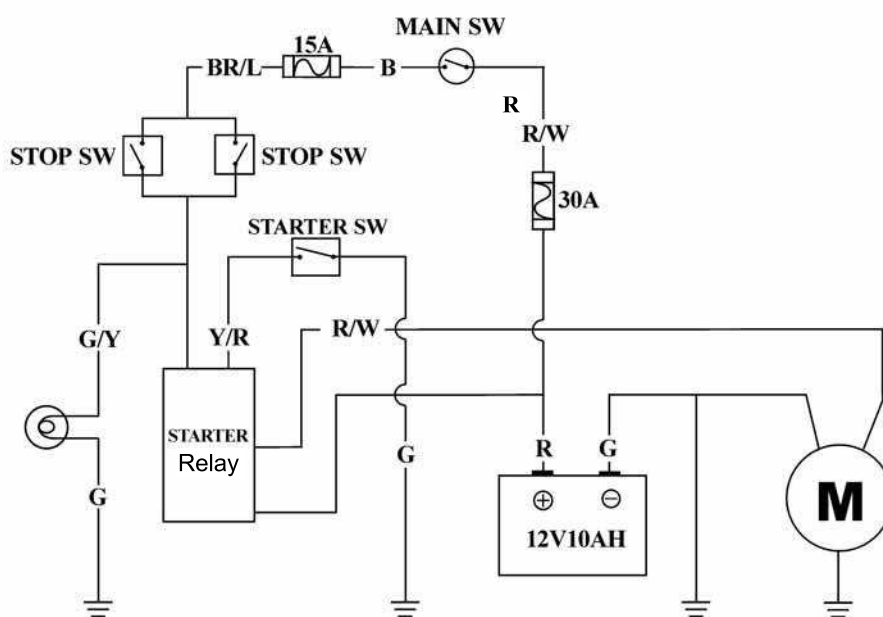 MAIN SW
15A
BR/L
B
R
R/W
STOP SW
STOP SW
30A
STARTER SW
G/Y
Y/R
R/W
STARTER
Relay
G
G
R
G
+
−
12V10AH
M